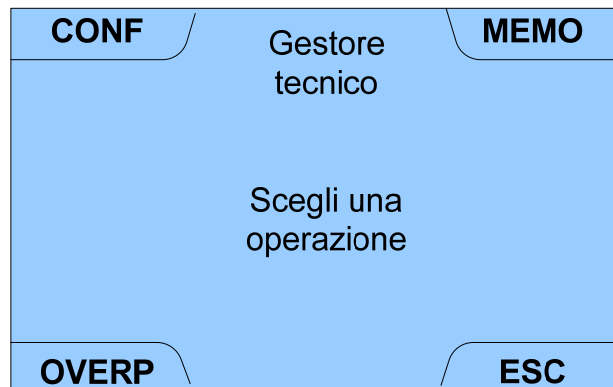 CONF
MEMO
Gestore
tecnico
Scegli una
operazione
OVERP
ESC